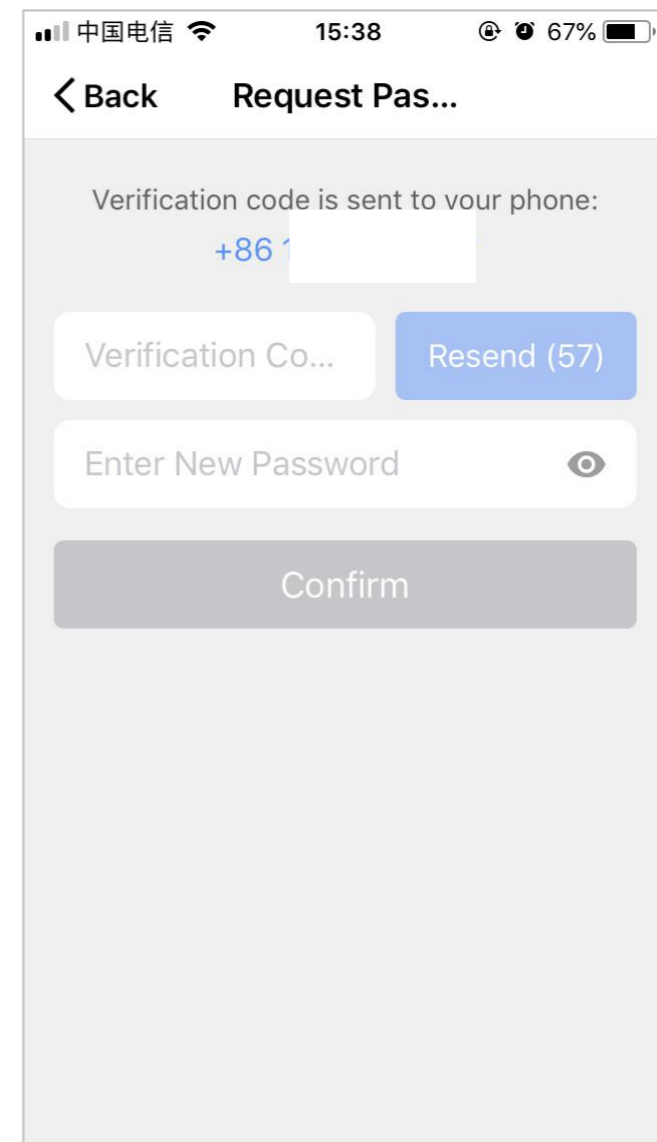 中国电信 15:38 67%
Back Request Pas...
Verification code is sent to your phone:
+86 1
Verification Co... Resend (57)
Enter New Password
Confirm